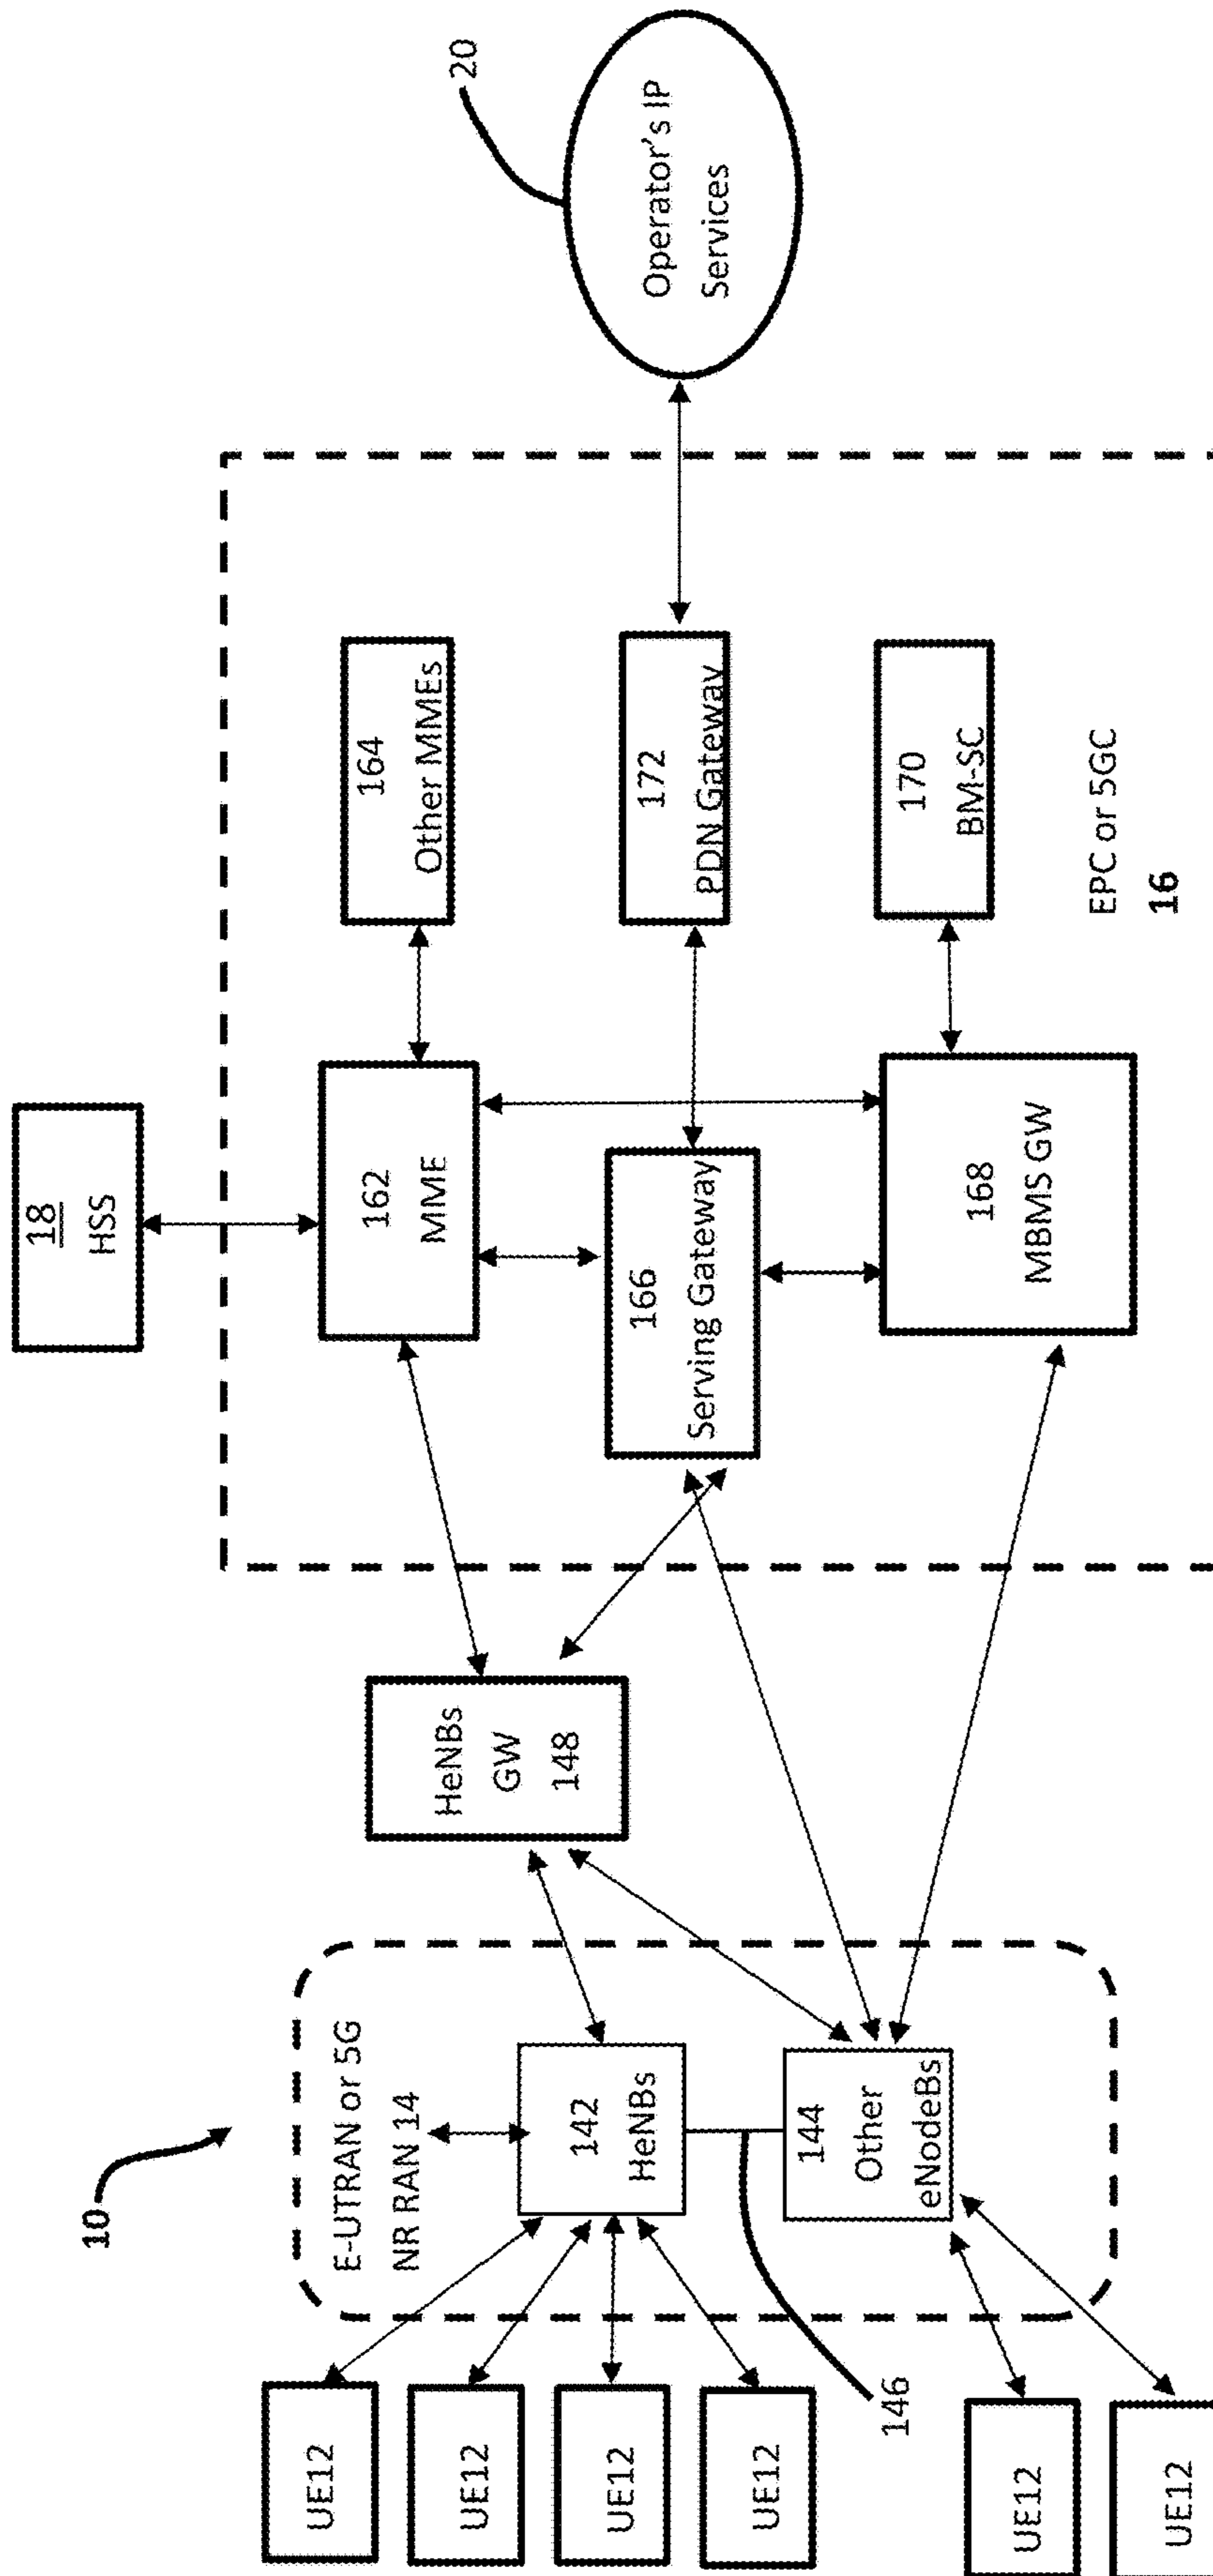 10
UE12
UE12
UE12
UE12
UE12
UE12
146
E-UTRAN or 5G
NR RAN 14
142
HeNBs
144
Other
eNodeBs
HeNBs
GW
148
18
HSS
162
MME
166
Serving Gateway
168
MBMS GW
164
Other MMEs
172
PDN Gateway
170
BM-SC
EPC or 5GC
16
20
Operator's IP
Services